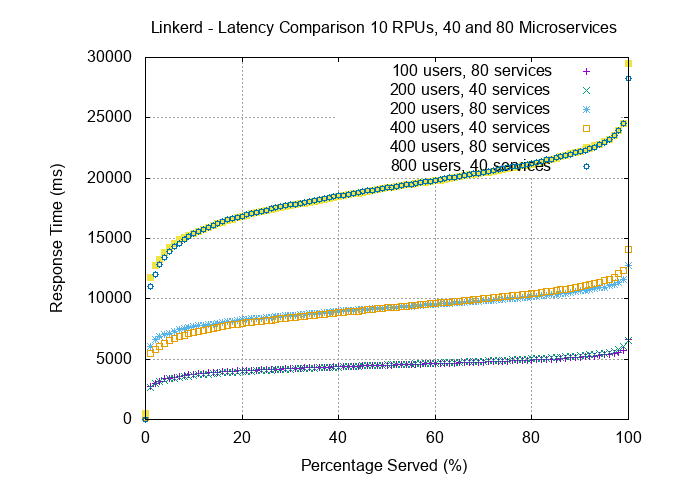 Linkerd - Latency Comparison 10 RPUs, 40 and 80 Microservices
30000
25000
20000
15000
10000
5000
0
Response Time (ms)
100 users, 80 services
200 users, 40 services
200 users, 80 services
400 users, 40 services
400 users, 80 services
800 users, 40 services
0 20 40 60 80 100
Percentage Served (%)